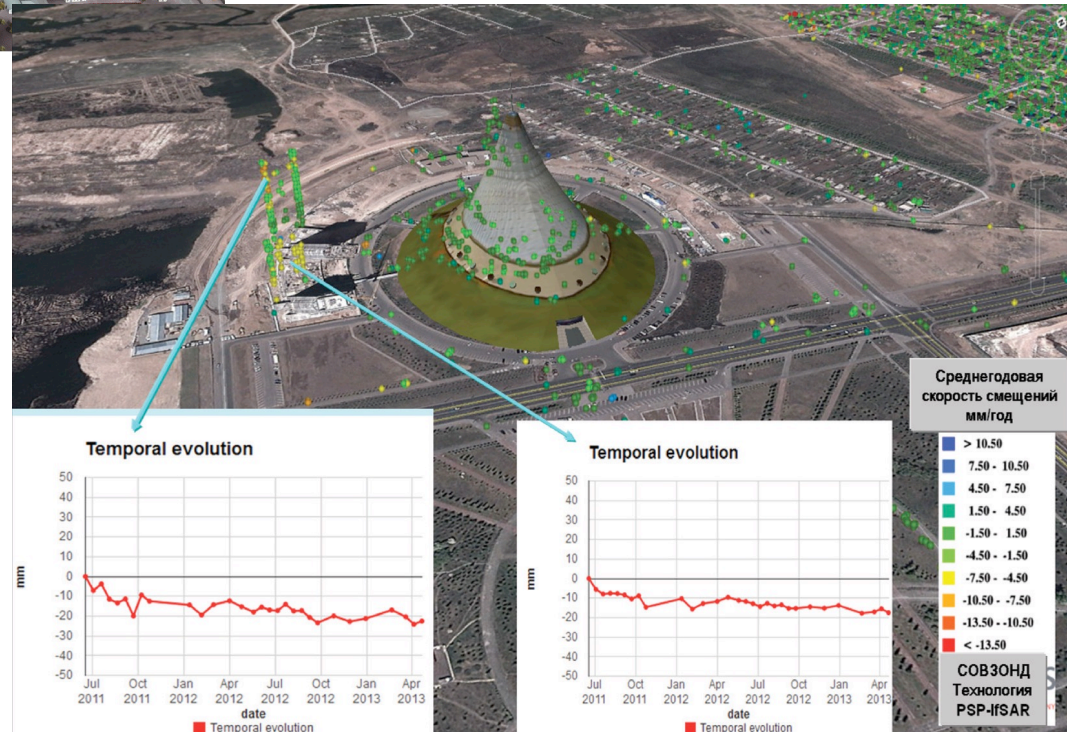 Temporal evolution
50
40
30
20
10
0
-10
-20
-30
-40
-50
mm
Jul Oct Jan Apr Jul Oct Jan Apr
2011 2011 2012 2012 2012 2012 2013 2013
date
Temporal evolution
Temporal evolution
50
40
30
20
10
0
-10
-20
-30
-40
-50
mm
Jul Oct Jan Apr Jul Oct Jan Apr
2011 2011 2012 2012 2012 2012 2013 2013
date
Temporal evolution
Среднегодовая
скорость смещений
мм/год
> 10.50
7.50 - 10.50
4.50 - 7.50
1.50 - 4.50
-1.50 - 1.50
-4.50 - -1.50
-7.50 - -4.50
-10.50 - -7.50
-13.50 - -10.50
< -13.50
СОВЗОНД
Технология
PSP-IfSAR